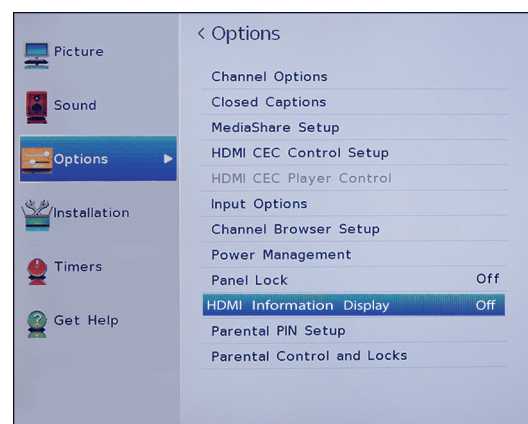 Picture
Sound
Options
Installation
Timers
Get Help
< Options
Channel Options
Closed Captions
MediaShare Setup
HDMI CEC Control Setup
HDMI CEC Player Control
Input Options
Channel Browser Setup
Power Management
Panel Lock Off
HDMI Information Display Off
Parental PIN Setup
Parental Control and Locks